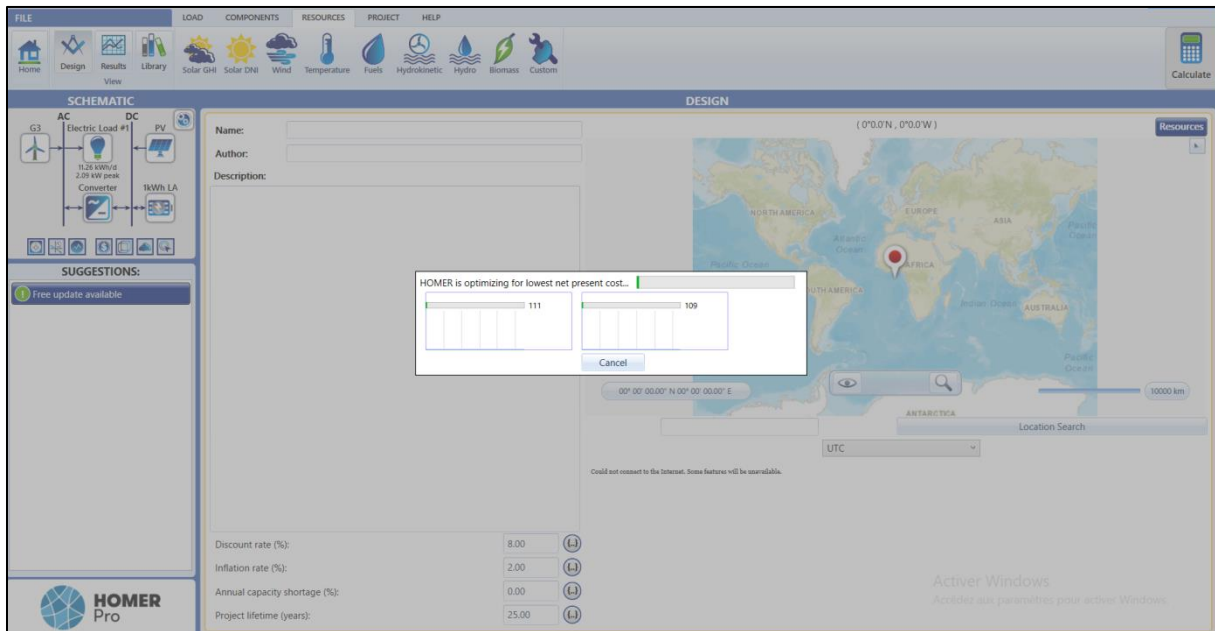 FILE
LOAD COMPONENTS RESOURCES PROJECT HELP
Home Design Results Library Solar GHI Solar DNI Wind Temperature Fuels Hydrokinetic Hydro Biomass Custom Calculate
View
SCHEMATIC
DESIGN
AC DC
G3 Electric Load #1 PV
11.26 kWh/d
2.09 kW peak
Converter 1kWh LA
SUGGESTIONS:
Free update available
HOMER
Pro
Name:
Author:
Description:
Discount rate (%): 8.00 {..}
Inflation rate (%): 2.00 {..}
Annual capacity shortage (%): 0.00 {..}
Project lifetime (years): 25.00 {..}
HOMER is optimizing for lowest net present cost...
111 109
Cancel
( 0°0.0'N , 0°0.0'W )
Resources
NORTH AMERICA
EUROPE
ASIA
Atlantic
Ocean
Pacific
Ocean
Pacific Ocean
AFRICA
Indian Ocean
AUSTRALIA
Pacific
Ocean
ANTARCTICA
00° 00' 00.00" N 00° 00' 00.00" E
10000 km
Location Search
UTC
Could not connect to the Internet. Some features will be unavailable.
Activer Windows
Accédez aux paramètres pour activer Windows.